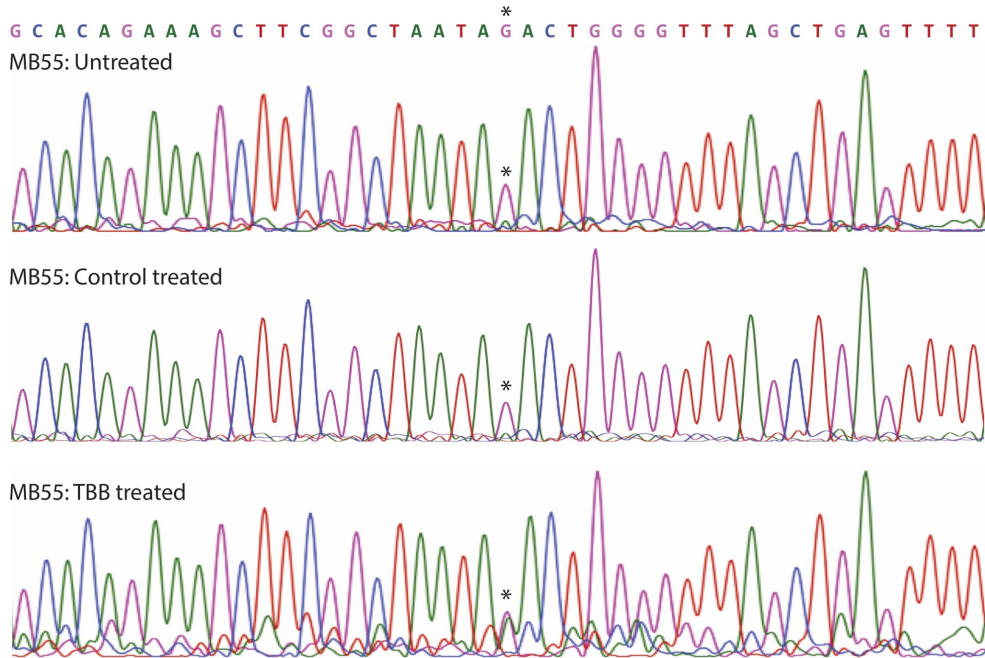 *
G C A C A G A A A G C T T C G G C T A A T A G A C T G G G G T T T A G C T G A G T T T T
MB55: Untreated
*
MB55: Control treated
*
MB55: TBB treated
*